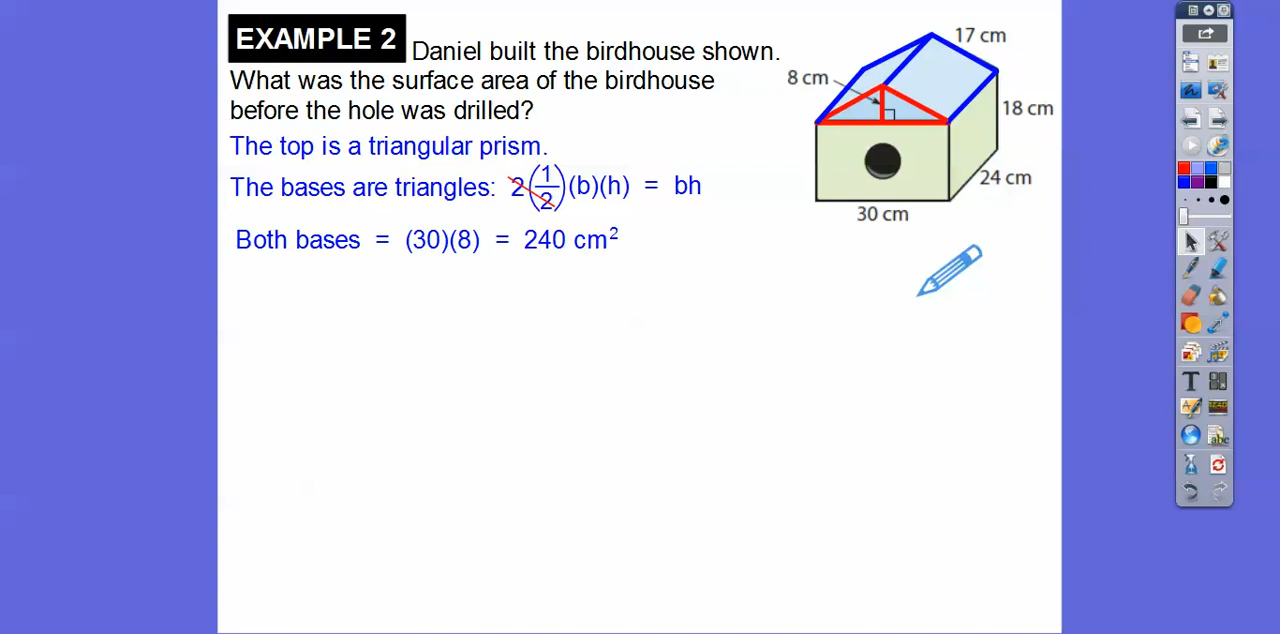 EXAMPLE 2 Daniel built the birdhouse shown.
What was the surface area of the birdhouse
before the hole was drilled?
The top is a triangular prism.
The bases are triangles: 2(1/2)(b)(h) = bh
Both bases = (30)(8) = 240 cm²
17 cm
8 cm
18 cm
24 cm
30 cm